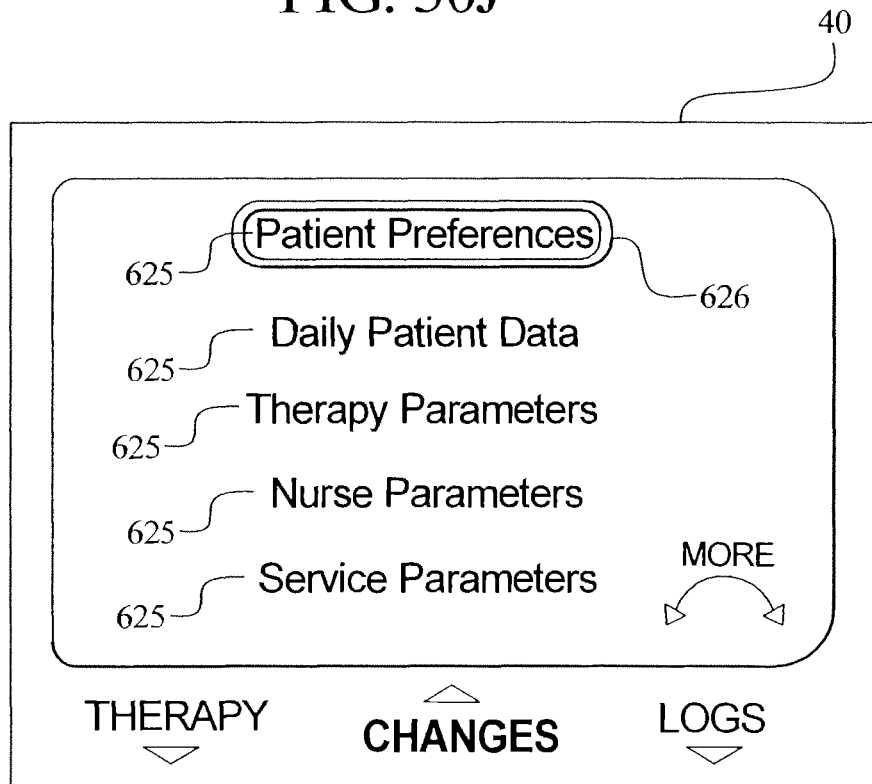 FIG. 30J
40
Patient Preferences
625
626
Daily Patient Data
625
Therapy Parameters
625
Nurse Parameters
625
MORE
Service Parameters
625
THERAPY
CHANGES
LOGS